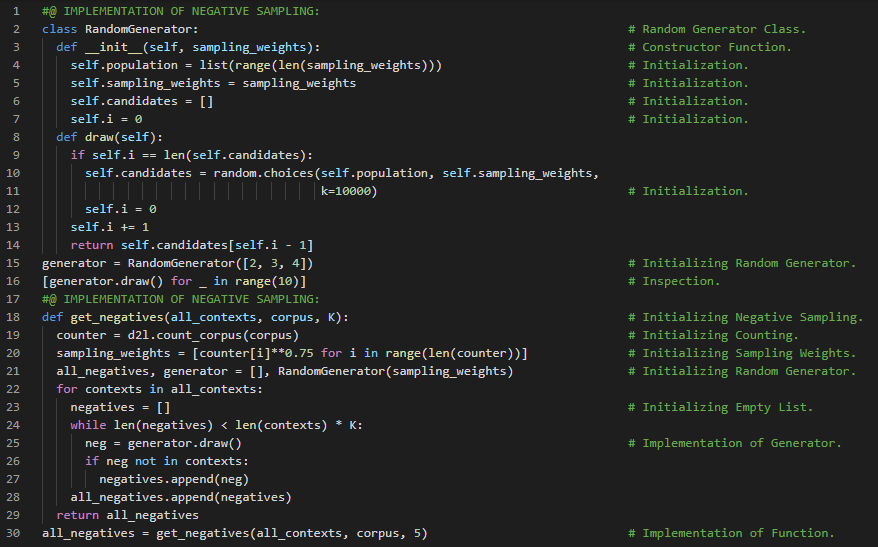 1 #@ IMPLEMENTATION OF NEGATIVE SAMPLING:
2 class RandomGenerator: # Random Generator Class.
3 def __init__(self, sampling_weights): # Constructor Function.
4 self.population = list(range(len(sampling_weights))) # Initialization.
5 self.sampling_weights = sampling_weights # Initialization.
6 self.candidates = [] # Initialization.
7 self.i = 0 # Initialization.
8 def draw(self):
9 if self.i == len(self.candidates):
10 self.candidates = random.choices(self.population, self.sampling_weights,
11 k=10000) # Initialization.
12 self.i = 0
13 self.i += 1
14 return self.candidates[self.i - 1]
15 generator = RandomGenerator([2, 3, 4]) # Initializing Random Generator.
16 [generator.draw() for _ in range(10)] # Inspection.
17 #@ IMPLEMENTATION OF NEGATIVE SAMPLING:
18 def get_negatives(all_contexts, corpus, K): # Initializing Negative Sampling.
19 counter = d2l.count_corpus(corpus) # Initializing Counting.
20 sampling_weights = [counter[i]**0.75 for i in range(len(counter))] # Initializing Sampling Weights.
21 all_negatives, generator = [], RandomGenerator(sampling_weights) # Initializing Random Generator.
22 for contexts in all_contexts:
23 negatives = [] # Initializing Empty List.
24 while len(negatives) < len(contexts) * K:
25 neg = generator.draw() # Implementation of Generator.
26 if neg not in contexts:
27 negatives.append(neg)
28 all_negatives.append(negatives)
29 return all_negatives
30 all_negatives = get_negatives(all_contexts, corpus, 5) # Implementation of Function.